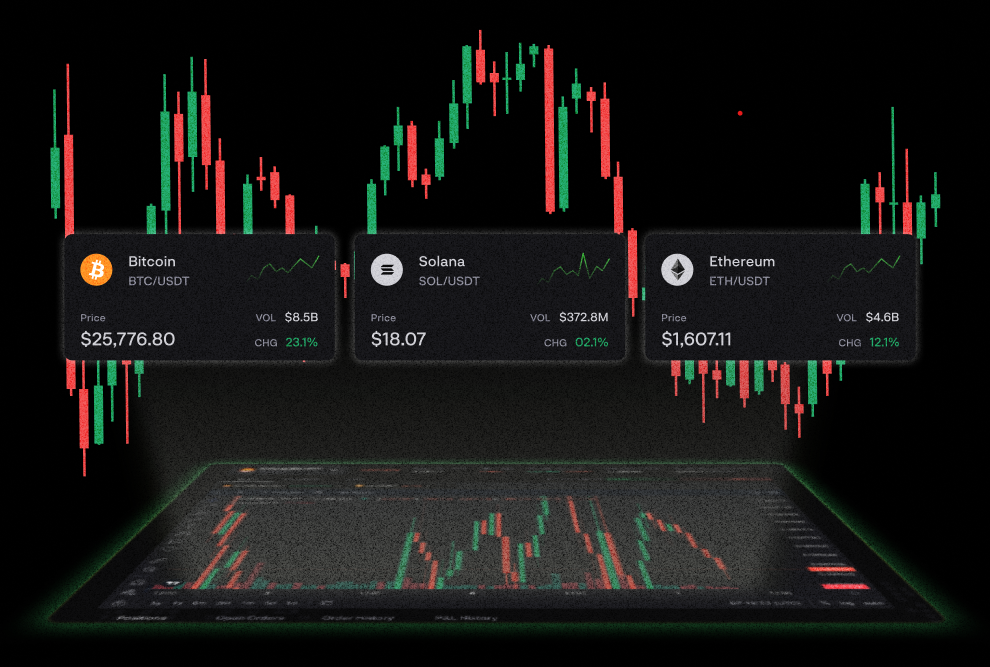 Bitcoin
BTC/USDT
Price
VOL $8.5B
$25,776.80
CHG 23.1%
Solana
SOL/USDT
Price
VOL $372.8M
$18.07
CHG 02.1%
Ethereum
ETH/USDT
Price
VOL $4.6B
$1,607.11
CHG 12.1%
Positions Open Orders Order History P&L History